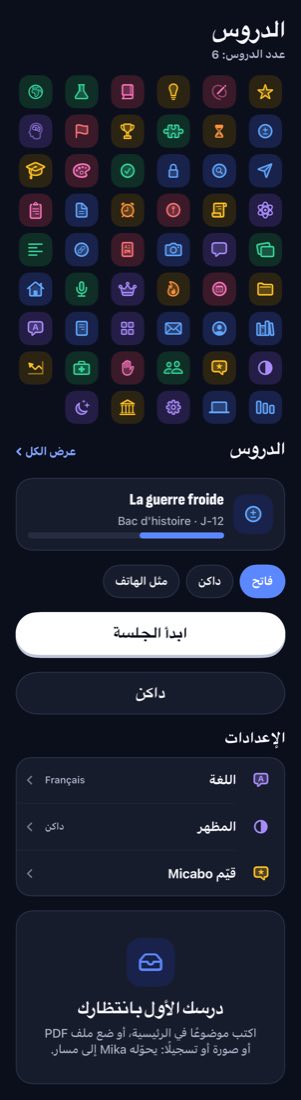 الدروس
عدد الدروس: 6
الدروس
عرض الكل
La guerre froide
Bac d'histoire · J-12
فاتح
داكن
مثل الهاتف
ابدأ الجلسة
داكن
الإعدادات
اللغة
Français
المظهر
داكن
قيّم Micabo
درسك الأول بانتظارك
اكتب موضوعًا في الرئيسية، أو ضع ملف PDF
أو صورة أو تسجيلًا: يحوّله Mika إلى مسار.